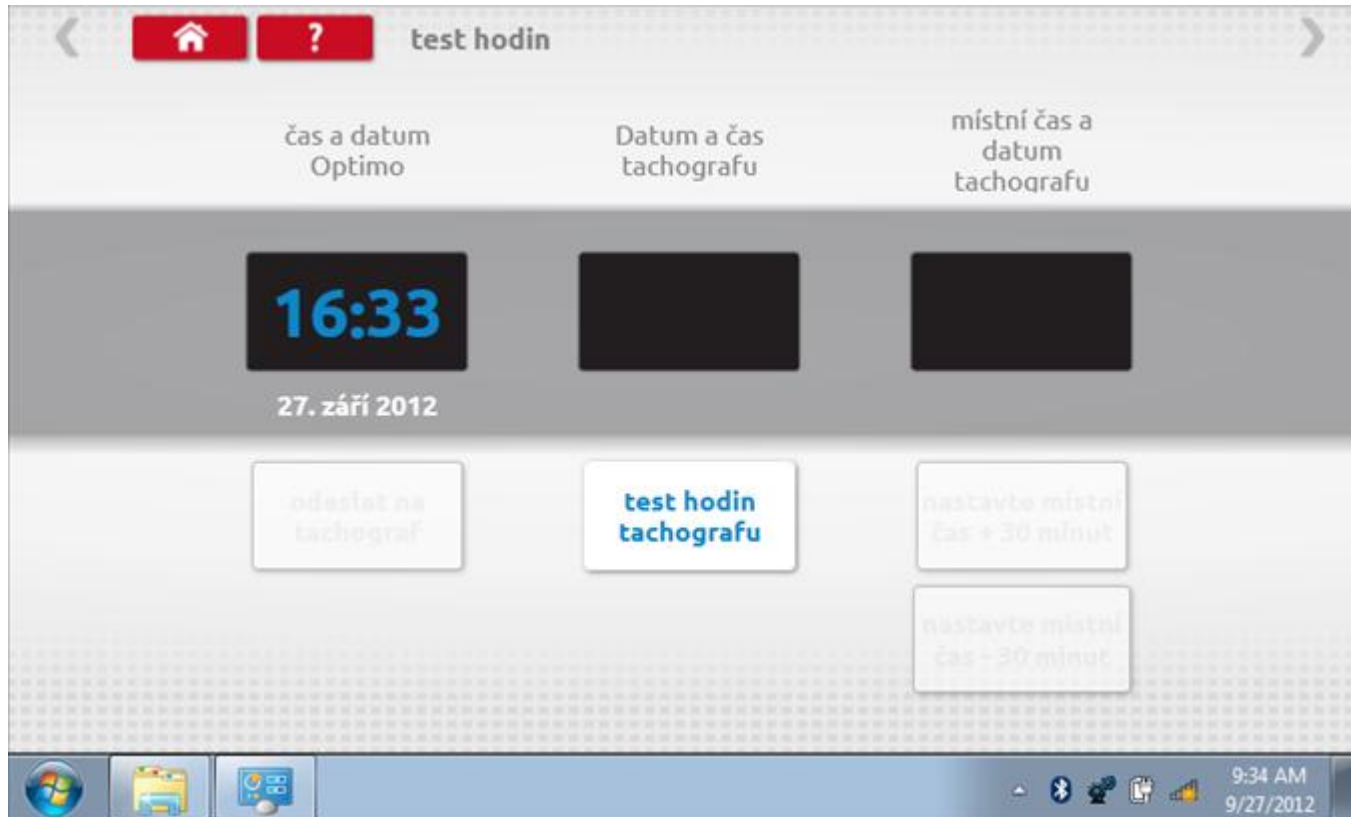 ?
test hodin
čas a datum
Optimo
Datum a čas
tachografu
místní čas a
datum
tachografu
16:33
27. září 2012
odeslat na
tachograf
test hodin
tachografu
nastavte místní
čas + 30 minut
nastavte místní
čas - 30 minut
9:34 AM
9/27/2012